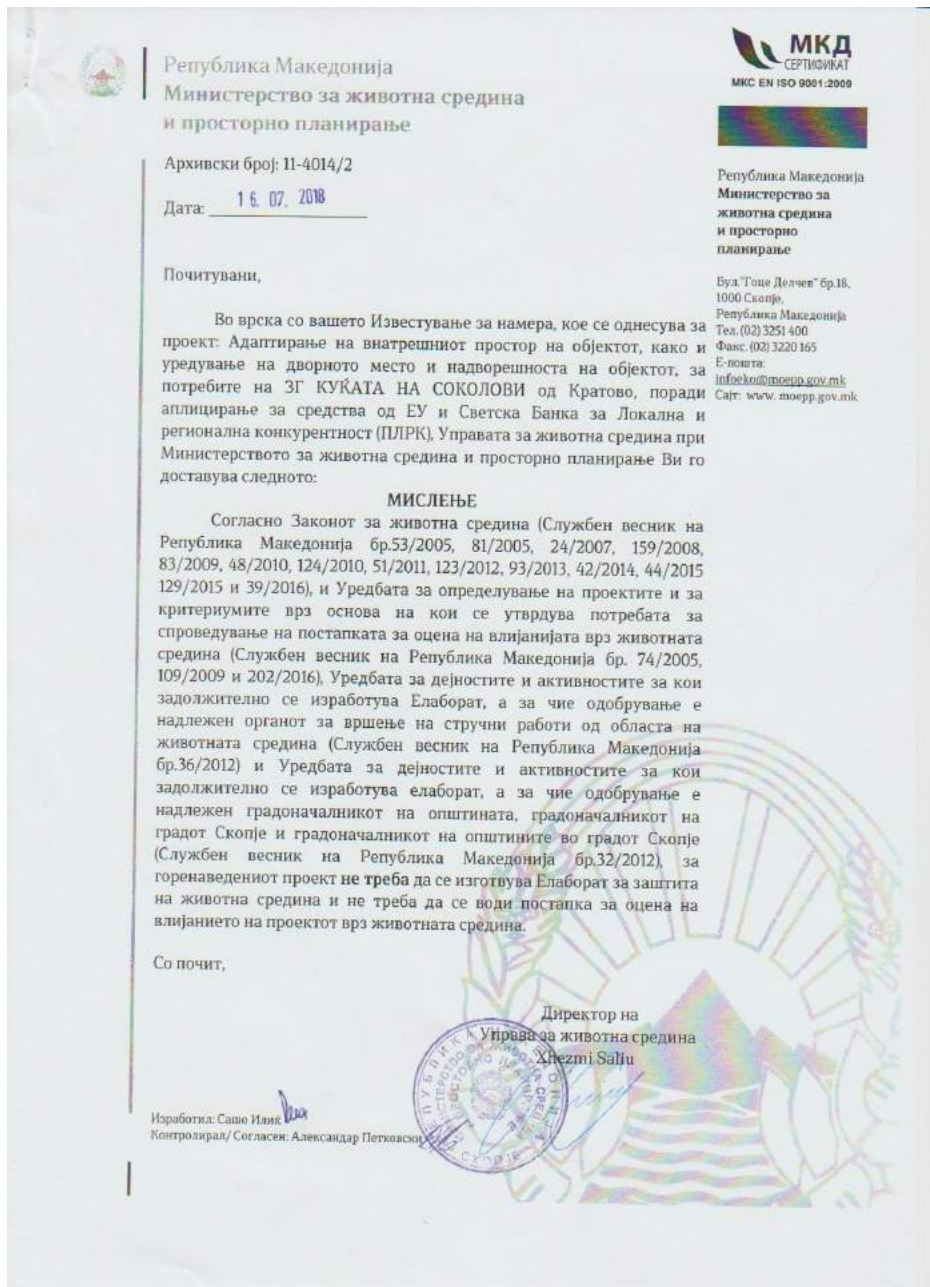 Република Македонија
Министерство за животна средина
и просторно планирање
Архивски број: 11-4014/2
Дата: 16. 07. 2018
МКД
СЕРТИФИКАТ
МКС EN ISO 9001:2009
Република Македонија
Министерство за
животна средина
и просторно
планирање
Бул."Гоце Делчев" бр.18,
1000 Скопје,
Република Македонија
Тел. (02) 3251 400
Факс. (02) 3220 165
Е-пошта:
infoeko@moepp.gov.mk
Сајт: www. moepp.gov.mk
Почитувани,
Во врска со вашето Известување за намера, кое се однесува за
проект: Адаптирање на внатрешниот простор на објектот, како и
уредување на дворното место и надворешноста на објектот, за
потребите на ЗГ КУЌАТА НА СОКОЛОВИ од Кратово, поради
аплицирање за средства од ЕУ и Светска Банка за Локална и
регионална конкурентност (ПЛРК), Управата за животна средина при
Министерството за животна средина и просторно планирање Ви го
доставува следното:
МИСЛЕЊЕ
Согласно Законот за животна средина (Службен весник на
Република Македонија бр.53/2005, 81/2005, 24/2007, 159/2008,
83/2009, 48/2010, 124/2010, 51/2011, 123/2012, 93/2013, 42/2014, 44/2015
129/2015 и 39/2016), и Уредбата за определување на проектите и за
критериумите врз основа на кои се утврдува потребата за
спроведување на постапката за оцена на влијанијата врз животната
средина (Службен весник на Република Македонија бр. 74/2005,
109/2009 и 202/2016), Уредбата за дејностите и активностите за кои
задолжително се изработува Елаборат, а за чие одобрување е
надлежен органот за вршење на стручни работи од областа на
животната средина (Службен весник на Република Македонија
бр.36/2012) и Уредбата за дејностите и активностите за кои
задолжително се изработува елаборат, а за чие одобрување е
надлежен градоначалникот на општината, градоначалникот на
градот Скопје и градоначалникот на општините во градот Скопје
(Службен весник на Република Македонија бр.32/2012), за
горенаведениот проект не треба да се изготвува Елаборат за заштита
на животна средина и не треба да се води постапка за оцена на
влијанието на проектот врз животната средина.
Со почит,
Директор на
Управа за животна средина
Xhezmi Saliu
Изработил: Сашо Илиќ
Контролирал/ Согласен: Александар Петковски